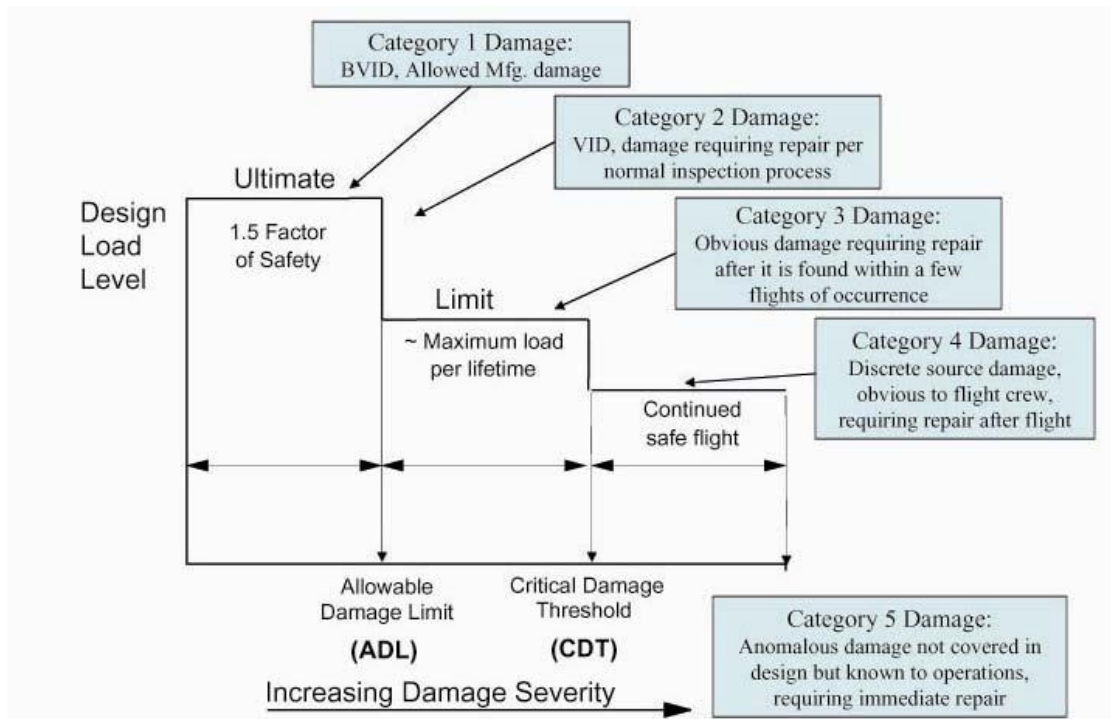 Category 1 Damage:
BVID, Allowed Mfg. damage
Category 2 Damage:
VID, damage requiring repair per
normal inspection process
Ultimate
Design
Load
Level
1.5 Factor
of Safety
Category 3 Damage:
Obvious damage requiring repair
after it is found within a few
flights of occurrence
Limit
~ Maximum load
per lifetime
Category 4 Damage:
Discrete source damage,
obvious to flight crew,
requiring repair after flight
Continued
safe flight
Allowable
Damage Limit
(ADL)
Critical Damage
Threshold
(CDT)
Category 5 Damage:
Anomalous damage not covered in
design but known to operations,
requiring immediate repair
Increasing Damage Severity